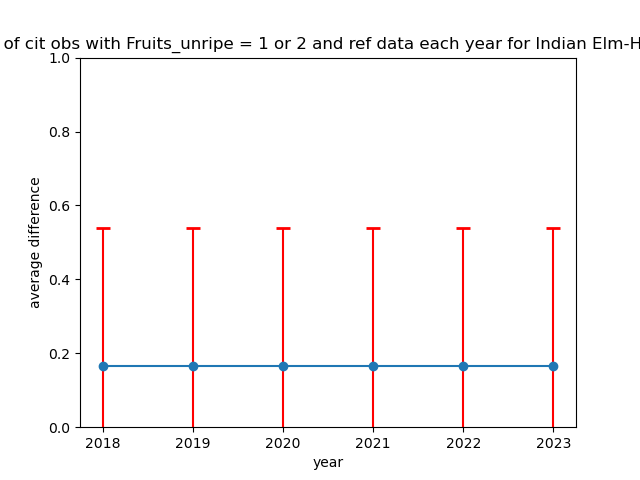 of cit obs with Fruits_unripe = 1 or 2 and ref data each year for Indian Elm-H
1.0
0.8
0.6
0.4
0.2
0.0
average difference
2018 2019 2020 2021 2022 2023
year